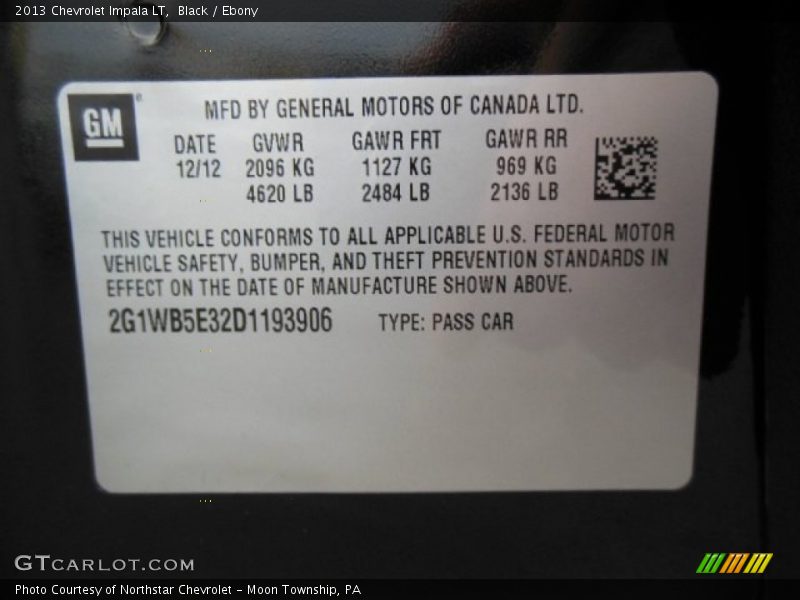 2013 Chevrolet Impala LT,  Black / Ebony
GM
MFD BY GENERAL MOTORS OF CANADA LTD.
DATE GVWR GAWR FRT GAWR RR
12/12 2096 KG 1127 KG 969 KG
4620 LB 2484 LB 2136 LB
THIS VEHICLE CONFORMS TO ALL APPLICABLE U.S. FEDERAL MOTOR
VEHICLE SAFETY, BUMPER, AND THEFT PREVENTION STANDARDS IN
EFFECT ON THE DATE OF MANUFACTURE SHOWN ABOVE.
2G1WB5E32D1193906 TYPE: PASS CAR
GTCARLOT.COM
Photo Courtesy of Northstar Chevrolet - Moon Township, PA